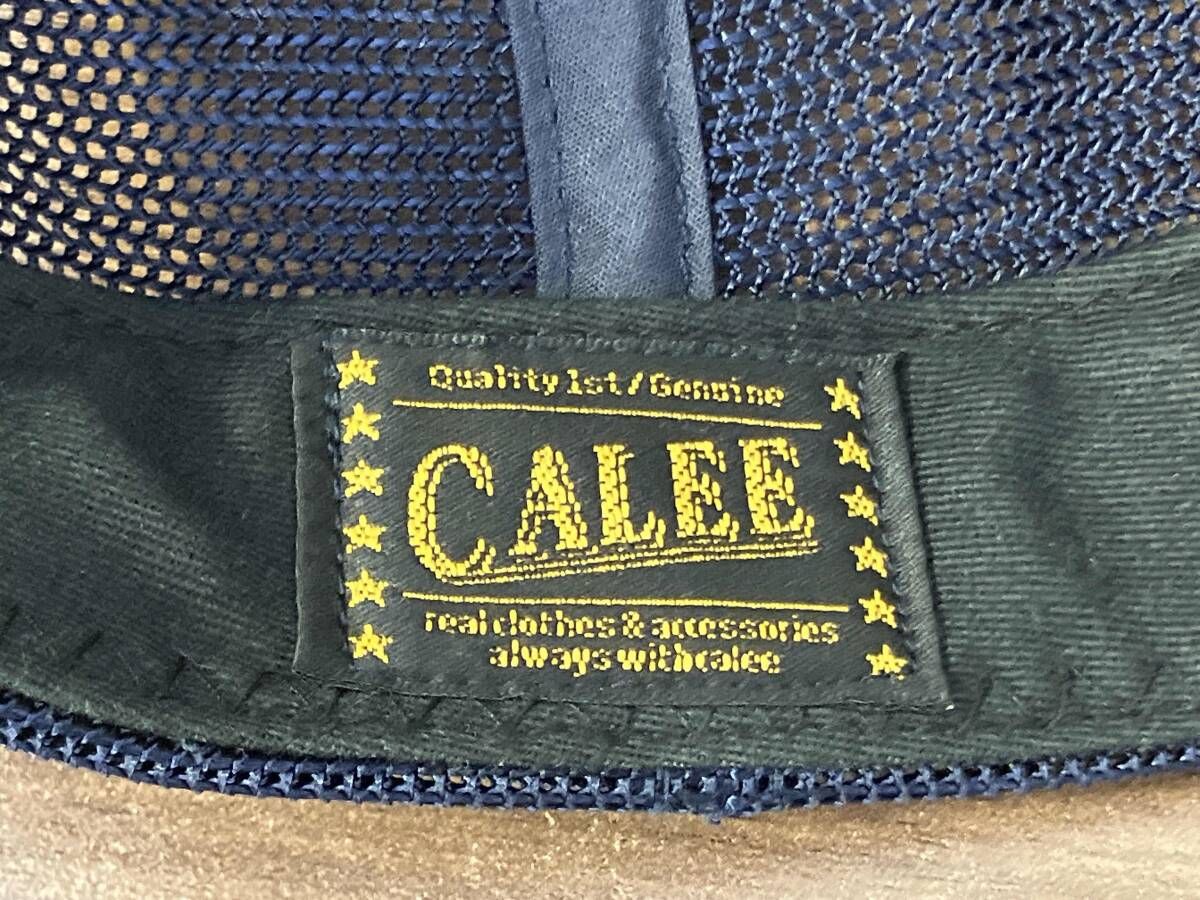 Quality 1st / Genuine
CALEE
real clothes & accessories
always with calee